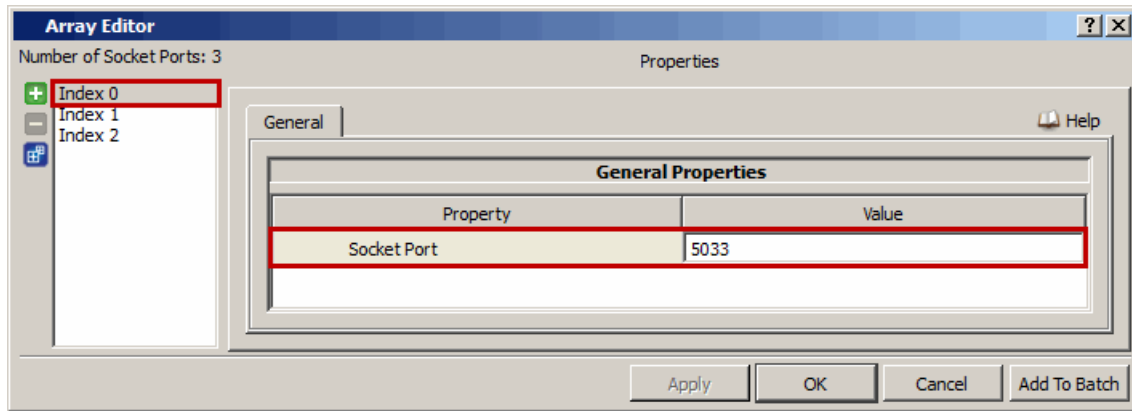 Array Editor
Number of Socket Ports: 3
Properties
Index 0
Index 1
Index 2
General
Help
General Properties
Property Value
Socket Port 5033
Apply OK Cancel Add To Batch